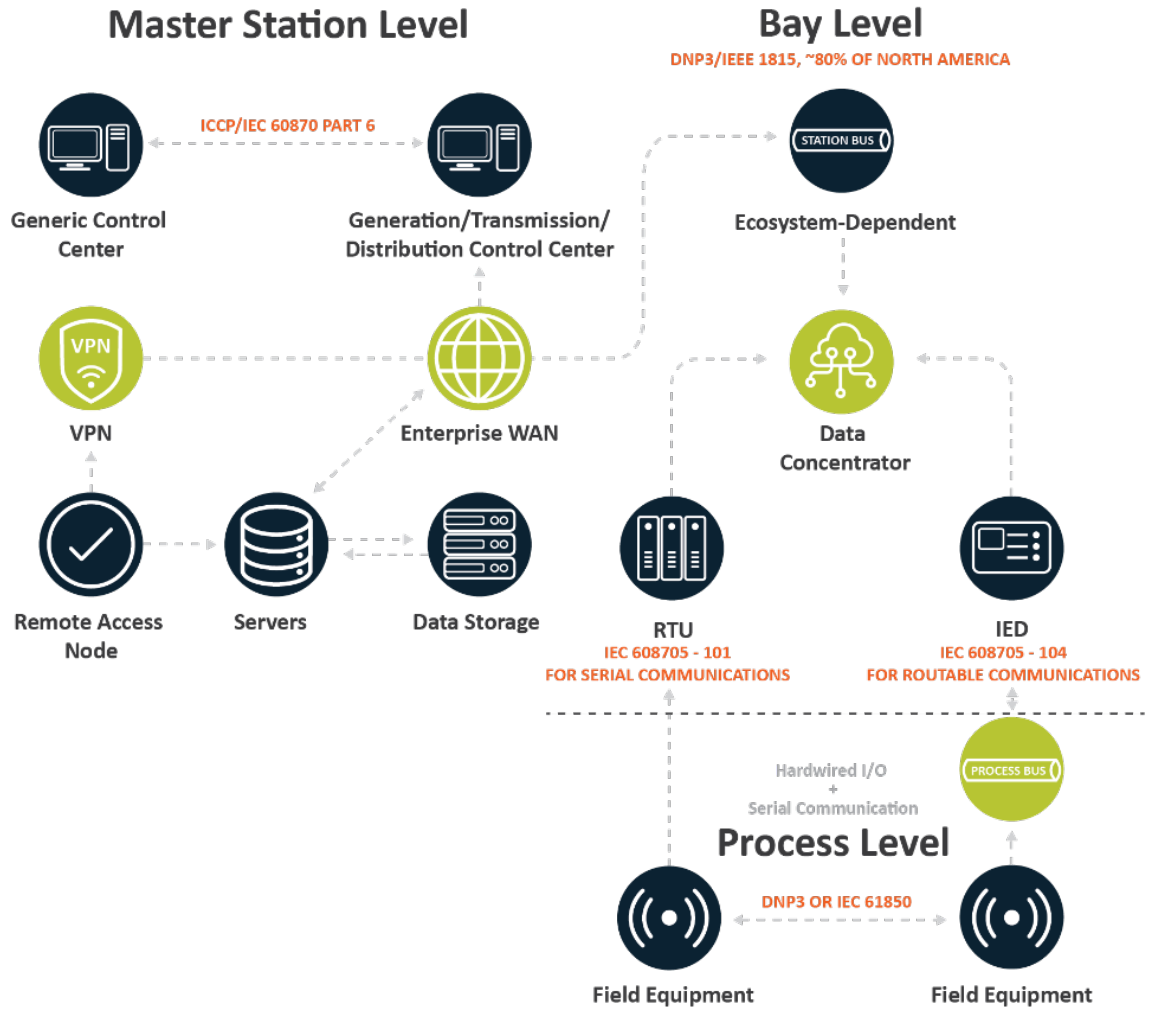 Master Station Level
Bay Level
DNP3/IEEE 1815, ~80% OF NORTH AMERICA
ICCP/IEC 60870 PART 6
STATION BUS
Generic Control
Center
Generation/Transmission/
Distribution Control Center
Ecosystem-Dependent
VPN
VPN
Enterprise WAN
Data
Concentrator
Remote Access
Node
Servers
Data Storage
RTU
IEC 608705 - 101
FOR SERIAL COMMUNICATIONS
IED
IEC 608705 - 104
FOR ROUTABLE COMMUNICATIONS
Hardwired I/O
+
Serial Communication
PROCESS BUS
Process Level
DNP3 OR IEC 61850
Field Equipment
Field Equipment